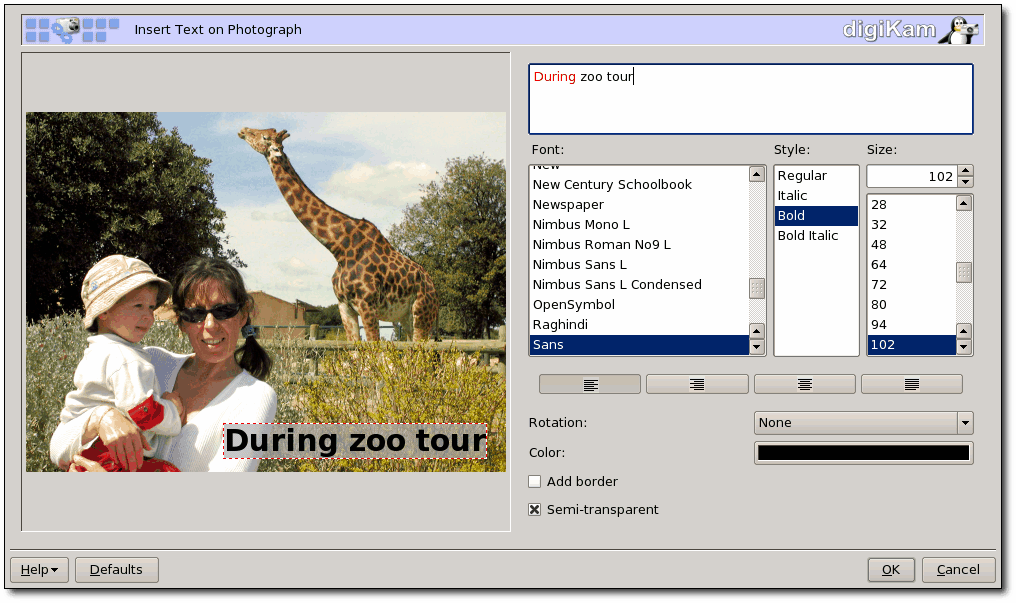 Insert Text on Photograph
digiKam
During zoo tour
Font:
Style:
Size:
New
New Century Schoolbook
Newspaper
Nimbus Mono L
Nimbus Roman No9 L
Nimbus Sans L
Nimbus Sans L Condensed
OpenSymbol
Raghindi
Sans
Regular
Italic
Bold
Bold Italic
102
28
32
48
64
72
80
94
102
During zoo tour
Rotation:
None
Color:
Add border
Semi-transparent
Help
Defaults
OK
Cancel